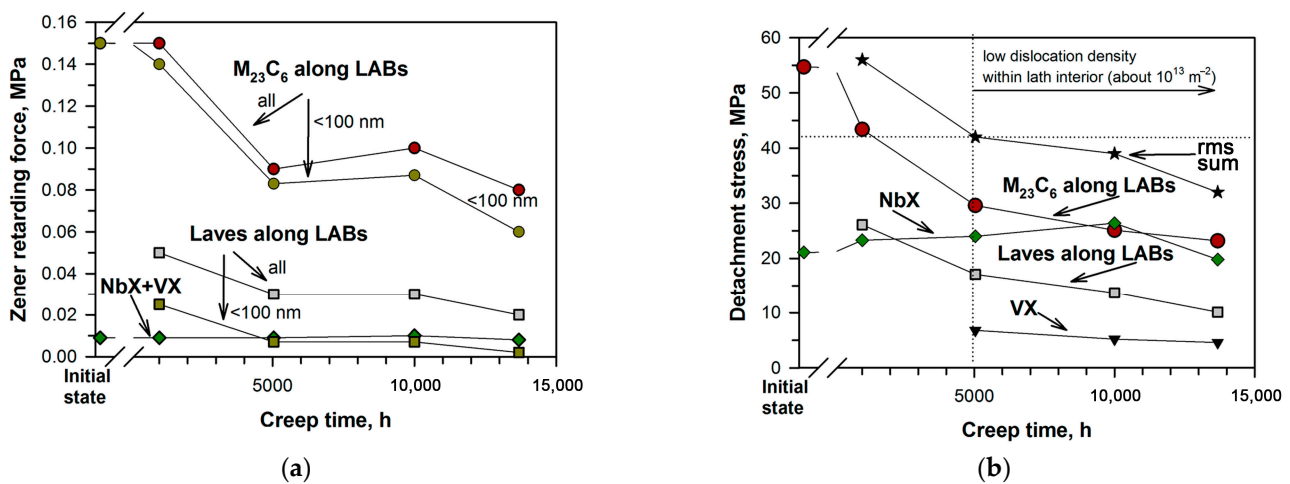 0.16
0.14
0.12
0.10
0.08
0.06
0.04
0.02
0.00
Zener retarding force, MPa
M₂₃C₆ along LABs
all
<100 nm
<100 nm
Laves along LABs
all
<100 nm
NbX+VX
Initial
state
5000
10,000
15,000
Creep time, h
(a)
60
50
40
30
20
10
0
Detachment stress, MPa
low dislocation density
within lath interior (about 10¹³ m⁻²)
rms
sum
M₂₃C₆ along LABs
NbX
Laves along LABs
VX
Initial
state
5000
10,000
15,000
Creep time, h
(b)